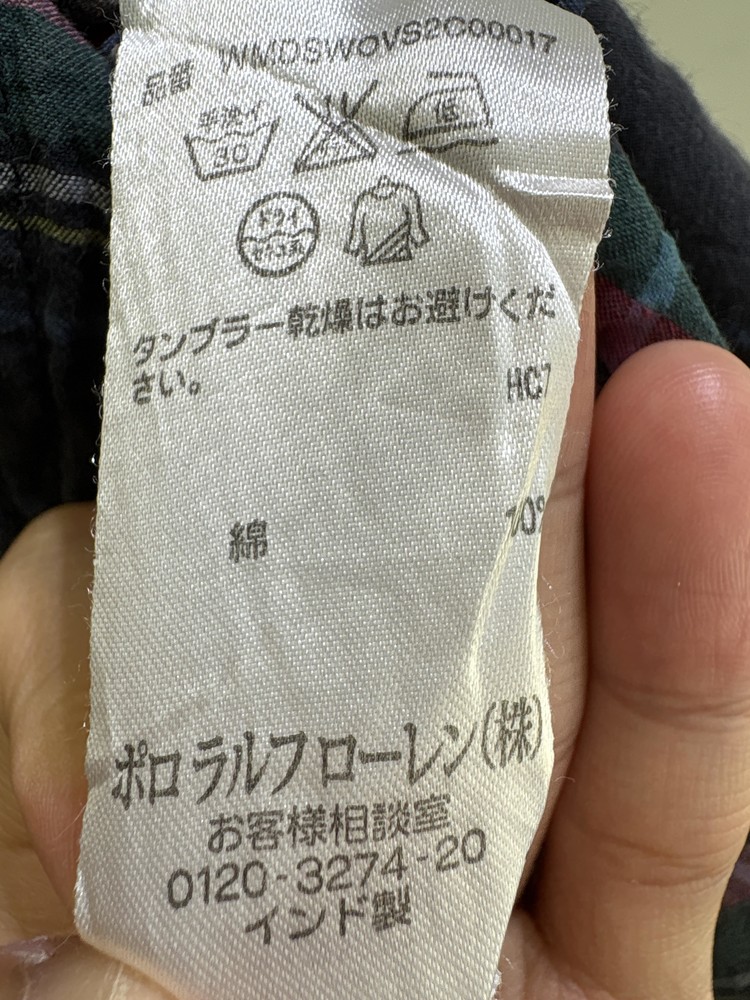 品番 WMDSWOVS2C00017
手洗イ 30 低
ドライ セキユ系
タンブラー乾燥はお避けくだ
さい。
HC7
綿
ポロ ラルフ ローレン(株)
お客様相談室
0120-3274-20
インド製